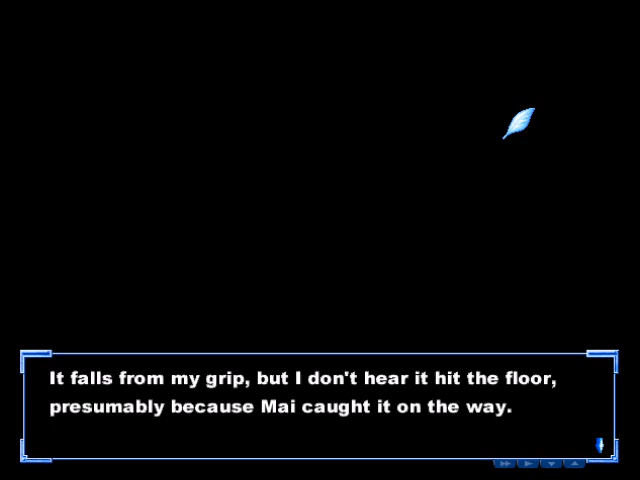 It falls from my grip, but I don't hear it hit the floor,
presumably because Mai caught it on the way.